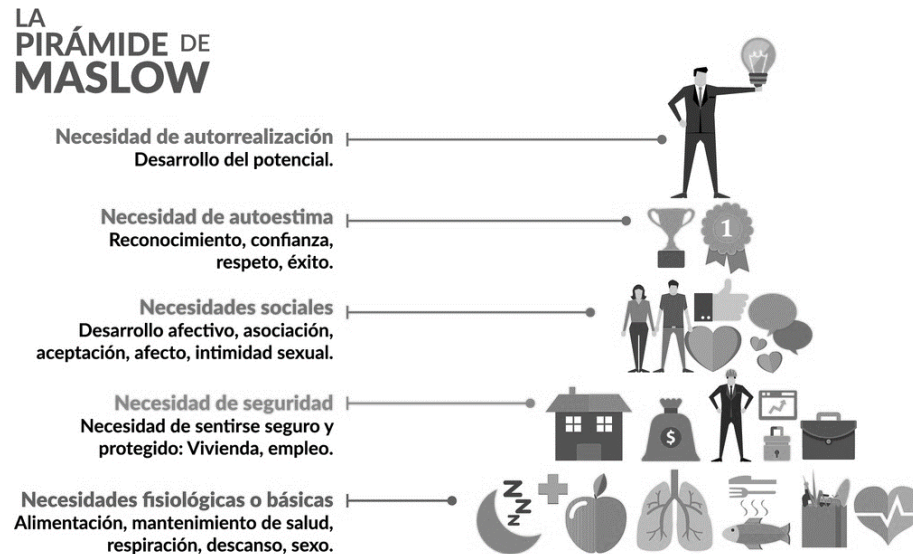 LA
PIRÁMIDE DE
MASLOW
Necesidad de autorrealización
Desarrollo del potencial.
Necesidad de autoestima
Reconocimiento, confianza,
respeto, éxito.
1
Necesidades sociales
Desarrollo afectivo, asociación,
aceptación, afecto, intimidad sexual.
Necesidad de seguridad
Necesidad de sentirse seguro y
protegido: Vivienda, empleo.
$
Necesidades fisiológicas o básicas
Alimentación, mantenimiento de salud,
respiración, descanso, sexo.
ZZZ